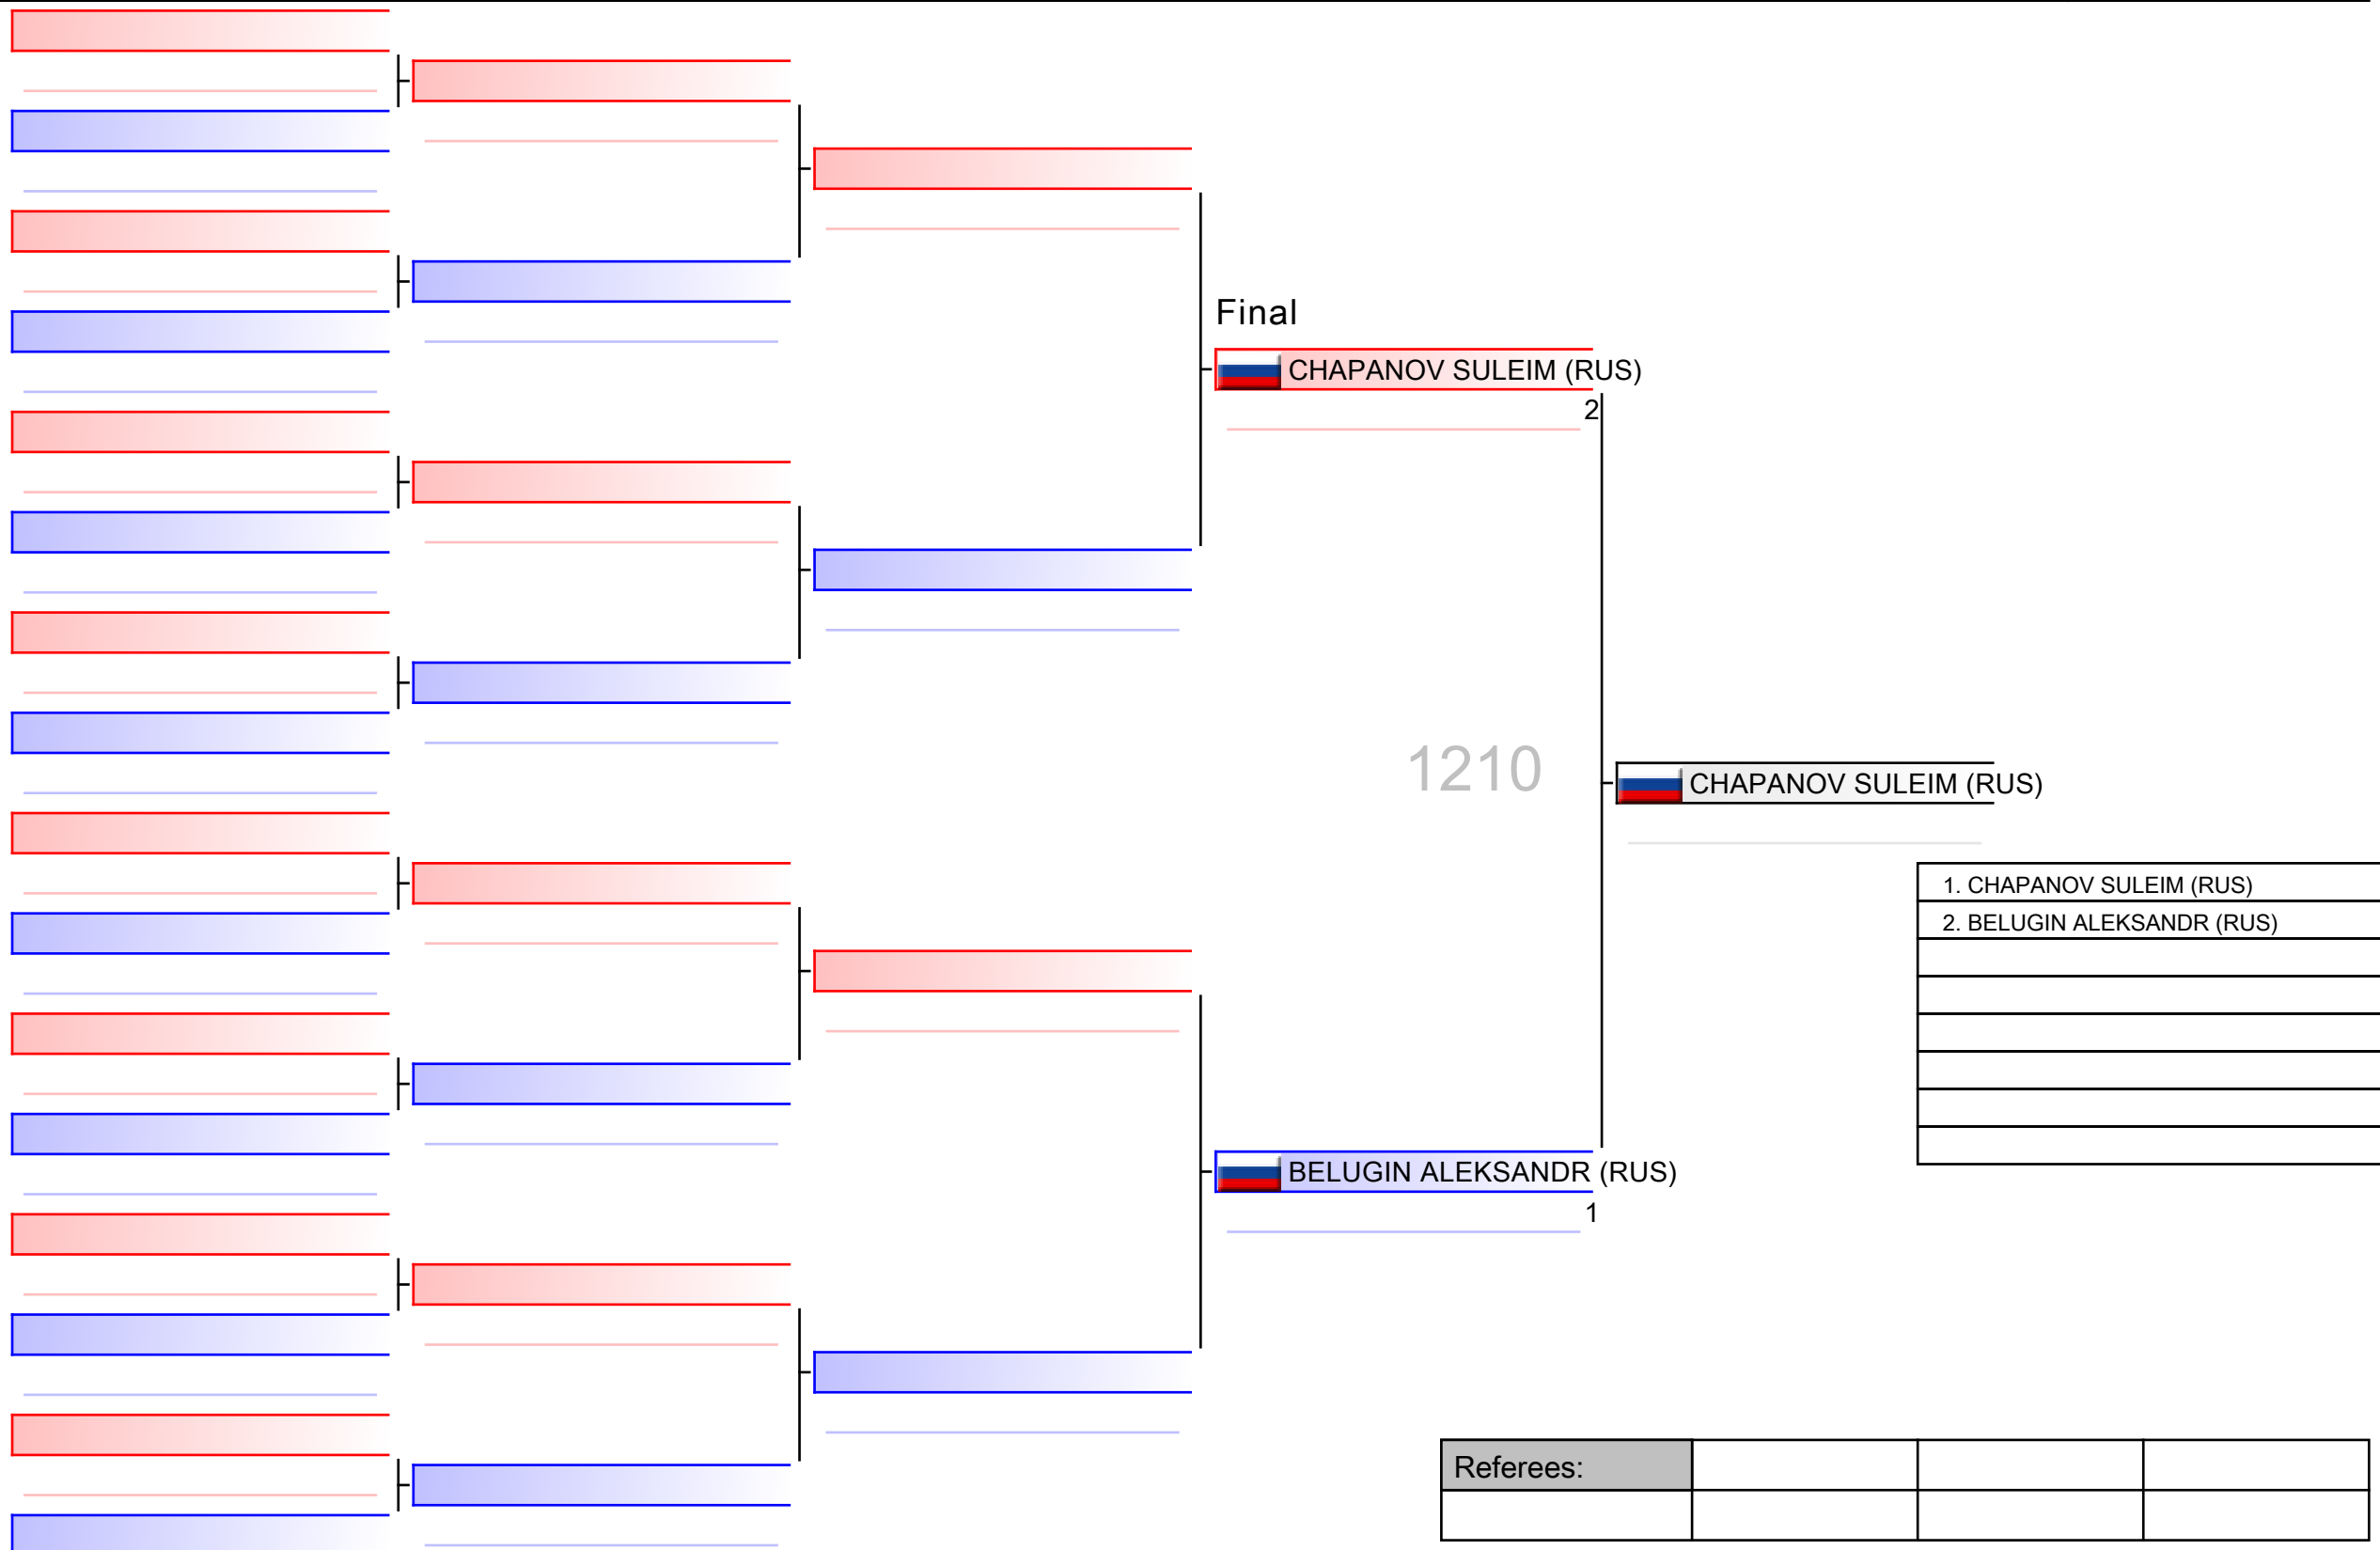 Final
CHAPANOV SULEIM (RUS)
2
1210
CHAPANOV SULEIM (RUS)
1. CHAPANOV SULEIM (RUS)
2. BELUGIN ALEKSANDR (RUS)
BELUGIN ALEKSANDR (RUS)
1
Referees: